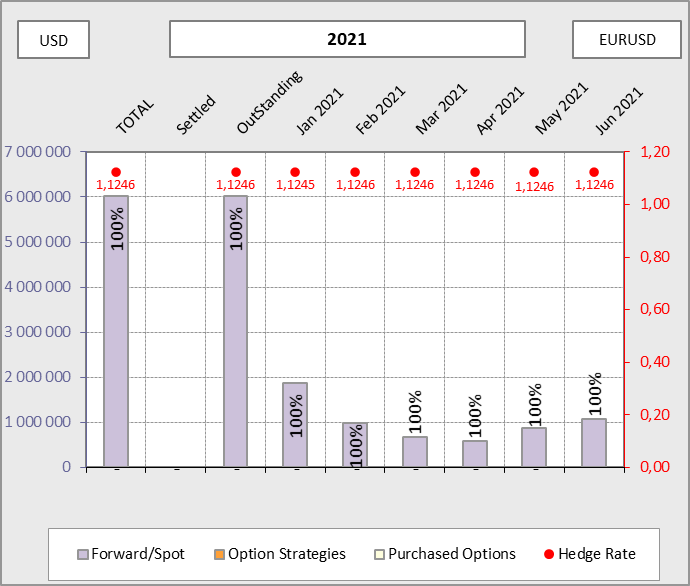 USD
2021
EURUSD
TOTAL
Settled
OutStanding
Jan 2021
Feb 2021
Mar 2021
Apr 2021
May 2021
Jun 2021
7 000 000
6 000 000
5 000 000
4 000 000
3 000 000
2 000 000
1 000 000
0
1,20
1,00
0,80
0,60
0,40
0,20
0,00
1,1246
1,1246
1,1245
1,1246
1,1246
1,1246
1,1246
1,1246
100%
100%
100%
100%
100%
100%
100%
100%
- - - - - - - - -
Forward/Spot Option Strategies Purchased Options Hedge Rate